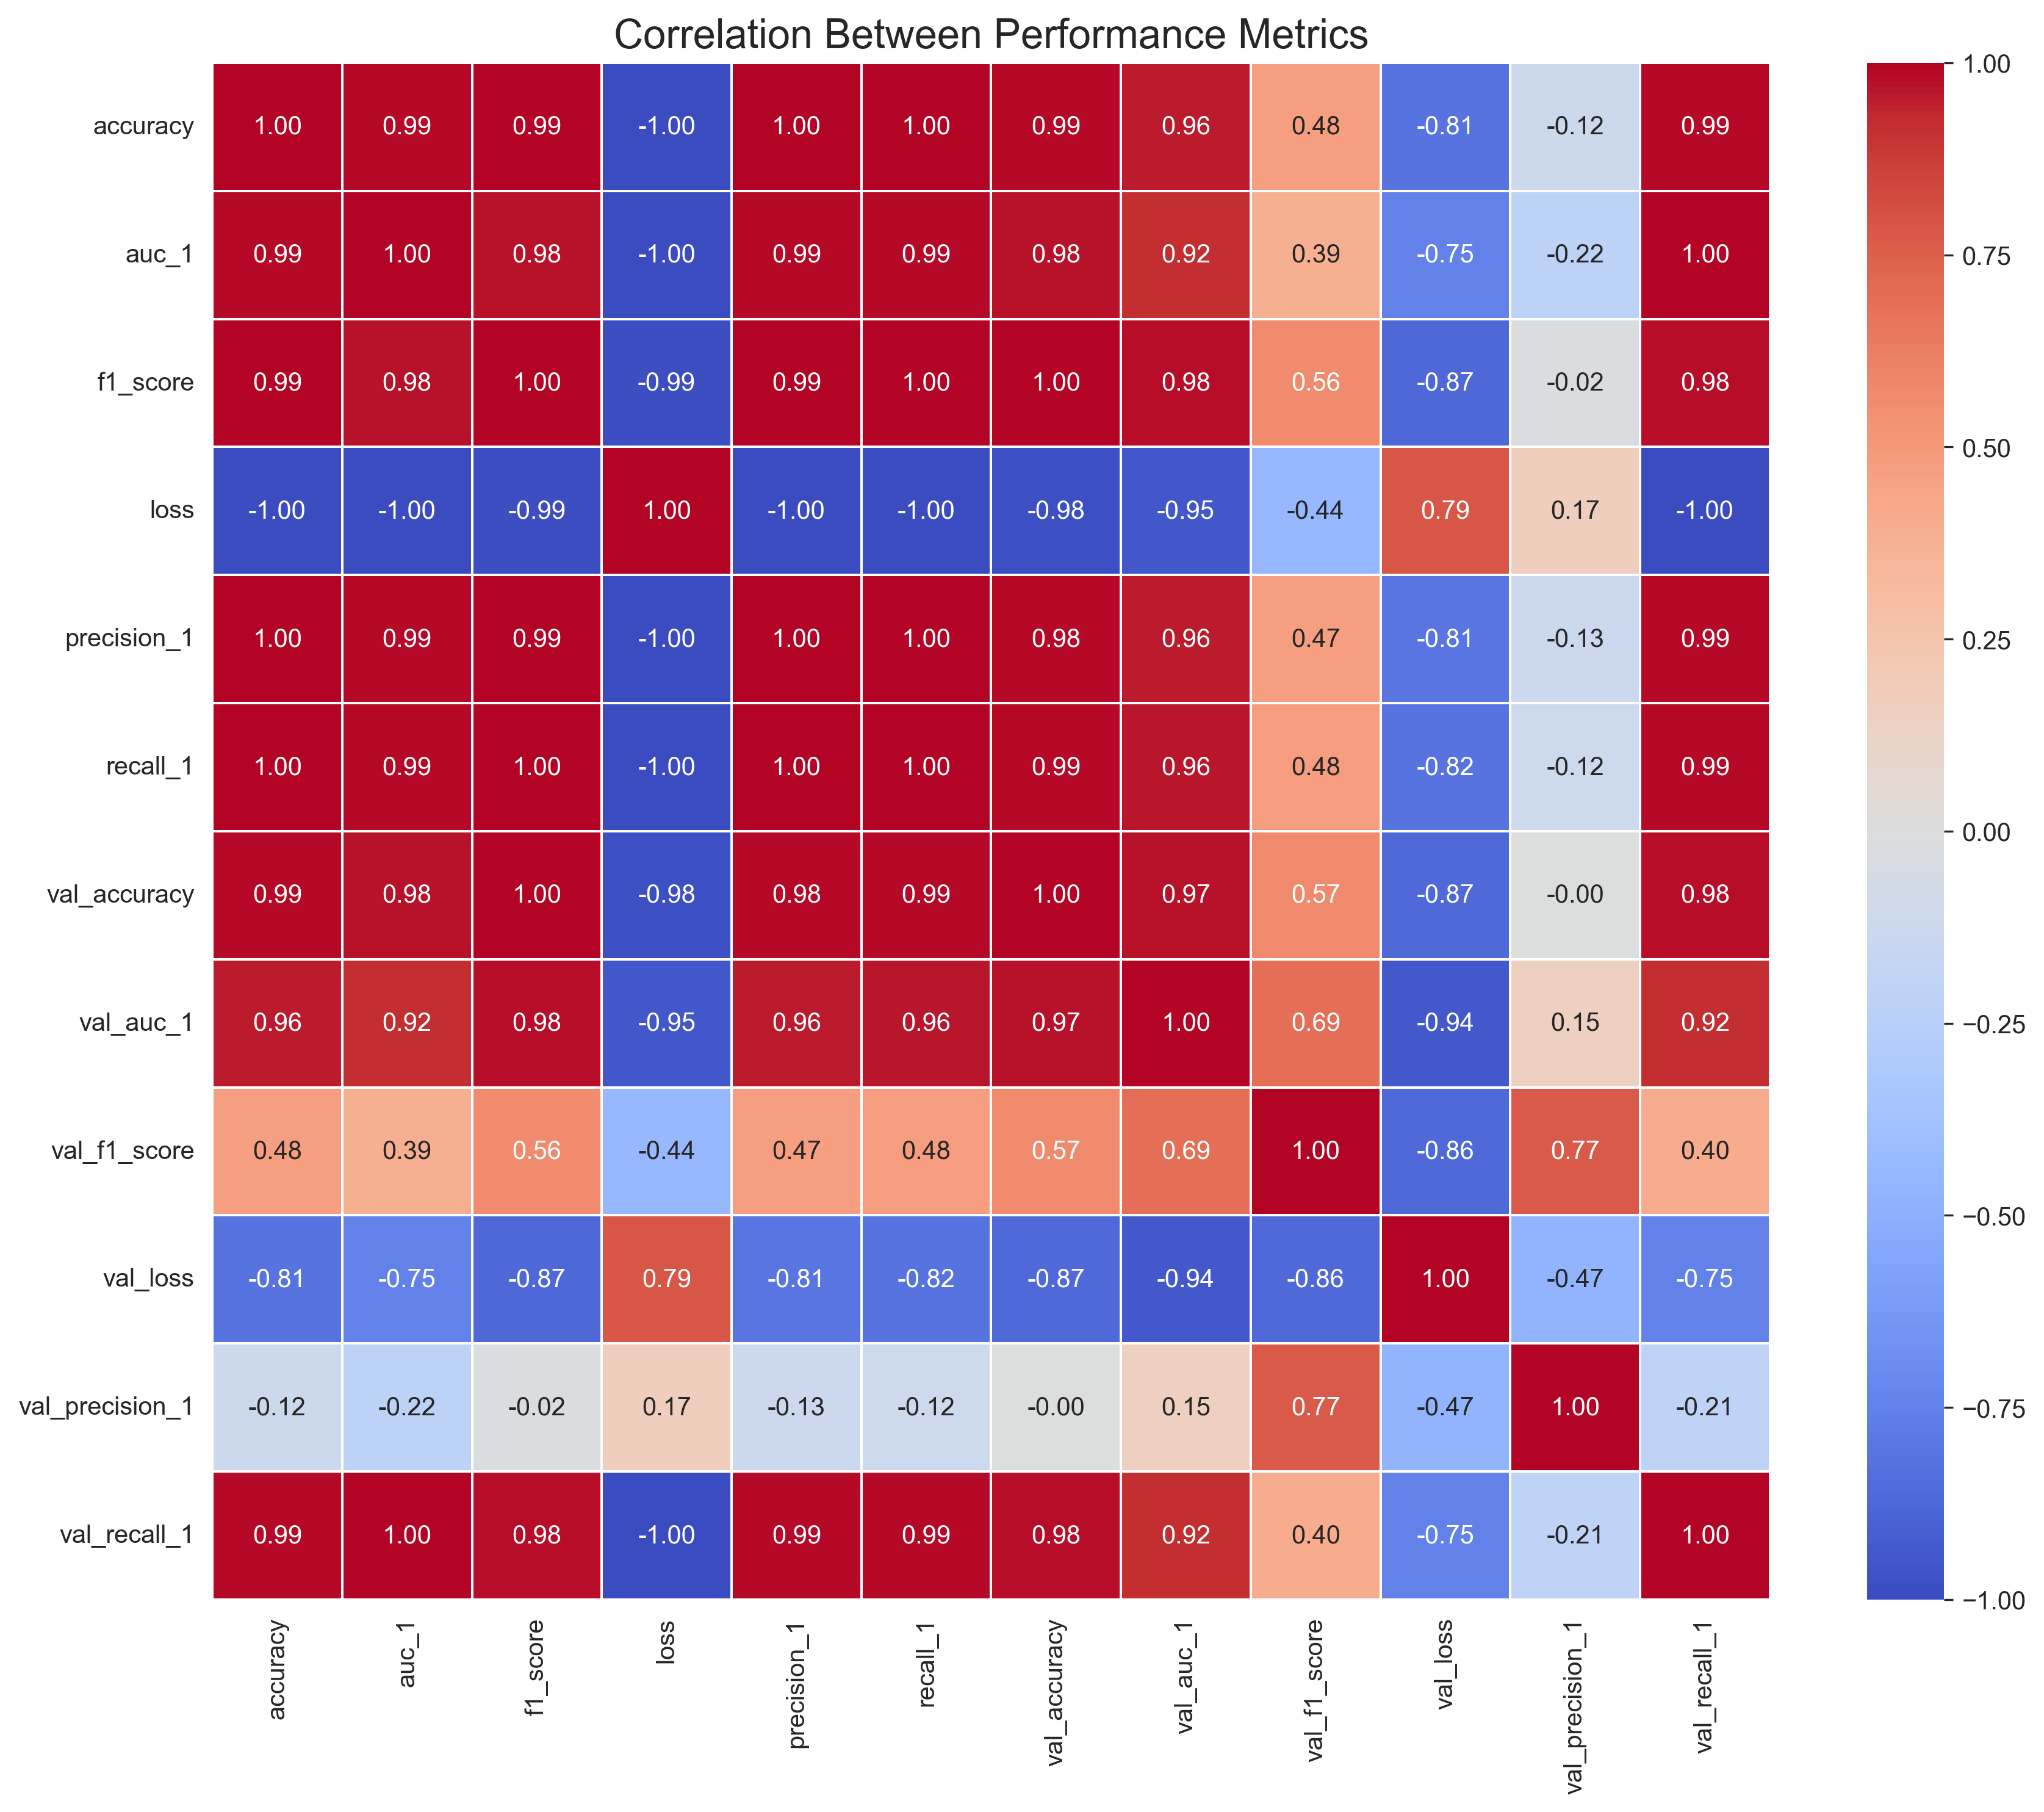 Correlation Between Performance Metrics
accuracy 1.00 0.99 0.99 -1.00 1.00 1.00 0.99 0.96 0.48 -0.81 -0.12 0.99
auc_1 0.99 1.00 0.98 -1.00 0.99 0.99 0.98 0.92 0.39 -0.75 -0.22 1.00
f1_score 0.99 0.98 1.00 -0.99 0.99 1.00 1.00 0.98 0.56 -0.87 -0.02 0.98
loss -1.00 -1.00 -0.99 1.00 -1.00 -1.00 -0.98 -0.95 -0.44 0.79 0.17 -1.00
precision_1 1.00 0.99 0.99 -1.00 1.00 1.00 0.98 0.96 0.47 -0.81 -0.13 0.99
recall_1 1.00 0.99 1.00 -1.00 1.00 1.00 0.99 0.96 0.48 -0.82 -0.12 0.99
val_accuracy 0.99 0.98 1.00 -0.98 0.98 0.99 1.00 0.97 0.57 -0.87 -0.00 0.98
val_auc_1 0.96 0.92 0.98 -0.95 0.96 0.96 0.97 1.00 0.69 -0.94 0.15 0.92
val_f1_score 0.48 0.39 0.56 -0.44 0.47 0.48 0.57 0.69 1.00 -0.86 0.77 0.40
val_loss -0.81 -0.75 -0.87 0.79 -0.81 -0.82 -0.87 -0.94 -0.86 1.00 -0.47 -0.75
val_precision_1 -0.12 -0.22 -0.02 0.17 -0.13 -0.12 -0.00 0.15 0.77 -0.47 1.00 -0.21
val_recall_1 0.99 1.00 0.98 -1.00 0.99 0.99 0.98 0.92 0.40 -0.75 -0.21 1.00
accuracy
auc_1
f1_score
loss
precision_1
recall_1
val_accuracy
val_auc_1
val_f1_score
val_loss
val_precision_1
val_recall_1
1.00
0.75
0.50
0.25
0.00
−0.25
−0.50
−0.75
−1.00